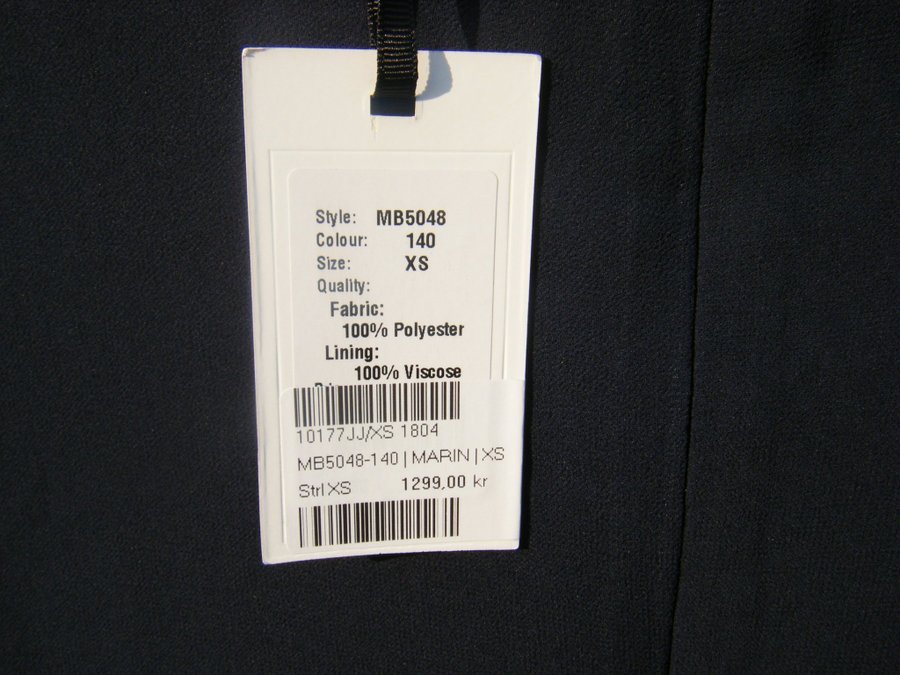 Style: MB5048
Colour: 140
Size: XS
Quality:
Fabric:
100% Polyester
Lining:
100% Viscose
10177JJ/XS 1804
MB5048-140 | MARIN | XS
Strl XS 1299,00 kr